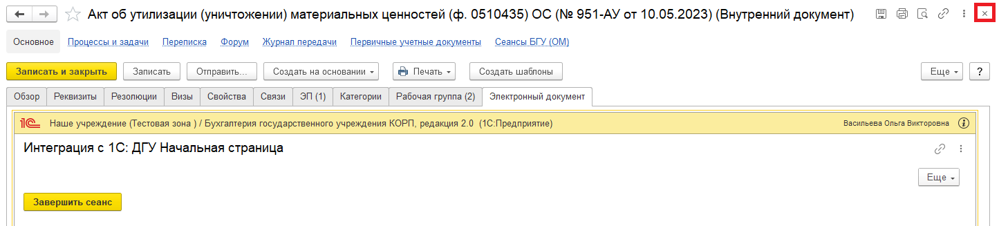 Акт об утилизации (уничтожении) материальных ценностей (ф. 0510435) ОС (№ 951-АУ от 10.05.2023) (Внутренний документ)
Основное Процессы и задачи Переписка Форум Журнал передачи Первичные учетные документы Сеансы БГУ (ОМ)
Записать и закрыть Записать Отправить... Создать на основании Печать Создать шаблоны Еще ?
Обзор Реквизиты Резолюции Визы Свойства Связи ЭП (1) Категории Рабочая группа (2) Электронный документ
1С Наше учреждение (Тестовая зона ) / Бухгалтерия государственного учреждения КОРП, редакция 2.0 (1С:Предприятие) Васильева Ольга Викторовна
Интеграция с 1С: ДГУ Начальная страница
Еще
Завершить сеанс